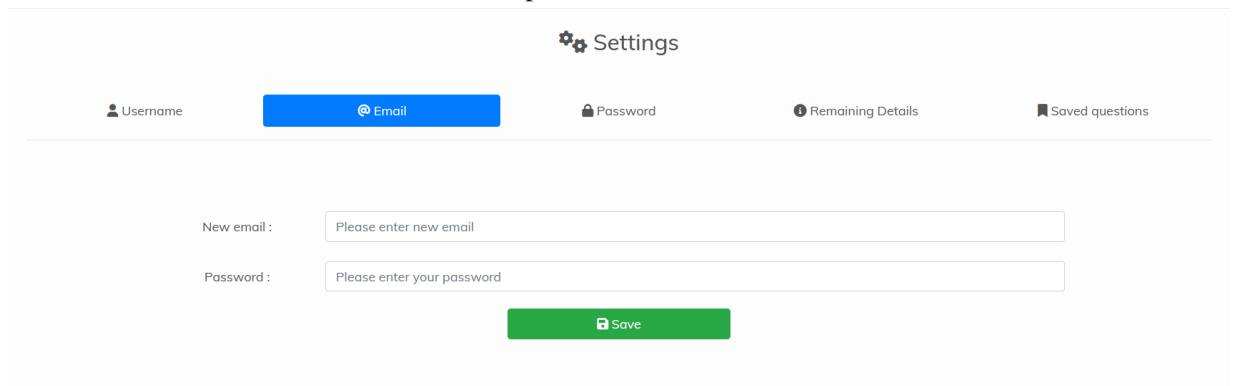 Settings
Username Email Password Remaining Details Saved questions
New email : Please enter new email
Password : Please enter your password
Save